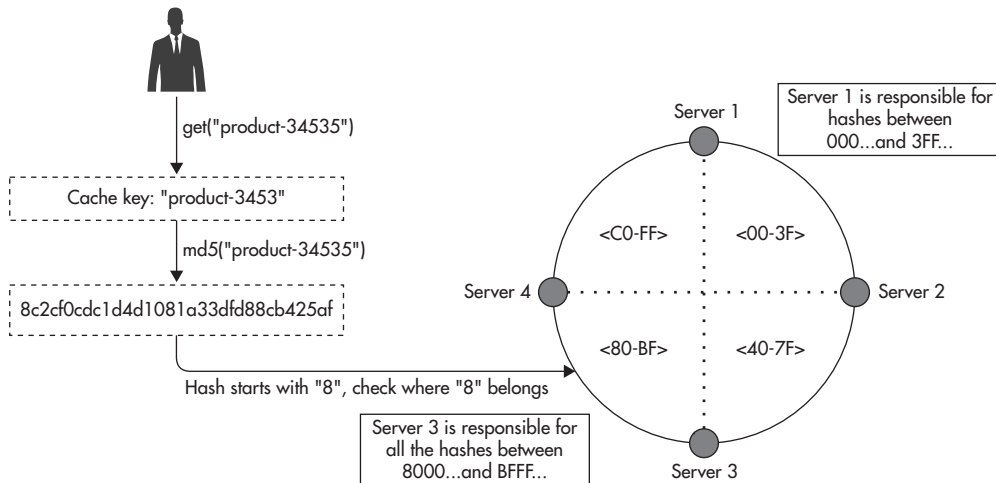 get("product-34535")
Cache key: "product-3453"
md5("product-34535")
8c2cf0cdc1d4d1081a33dfd88cb425af
Hash starts with "8", check where "8" belongs
Server 1
Server 1 is responsible for
hashes between
000...and 3FF...
<C0-FF>
<00-3F>
Server 4
Server 2
<80-BF>
<40-7F>
Server 3 is responsible for
all the hashes between
8000...and BFFF...
Server 3